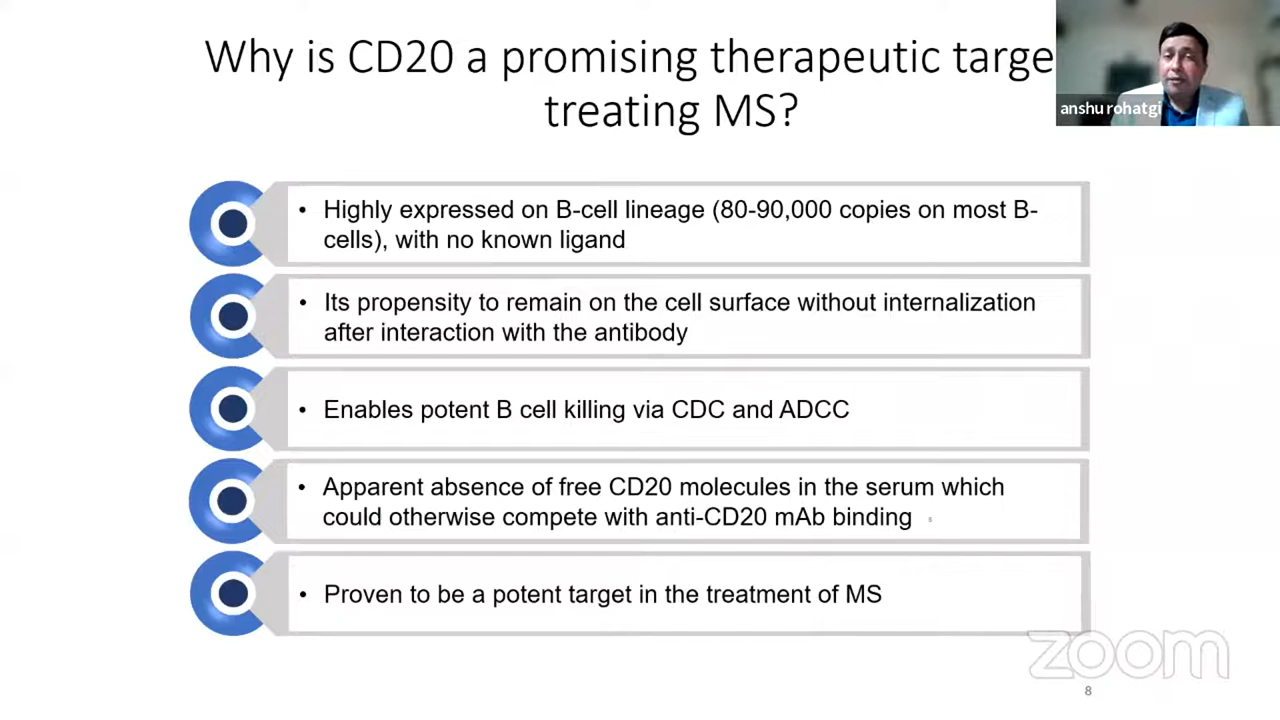 Why is CD20 a promising therapeutic targe
treating MS?
anshu rohatgi
• Highly expressed on B-cell lineage (80-90,000 copies on most B-
cells), with no known ligand
• Its propensity to remain on the cell surface without internalization
after interaction with the antibody
• Enables potent B cell killing via CDC and ADCC
• Apparent absence of free CD20 molecules in the serum which
could otherwise compete with anti-CD20 mAb binding
• Proven to be a potent target in the treatment of MS
zoom
8